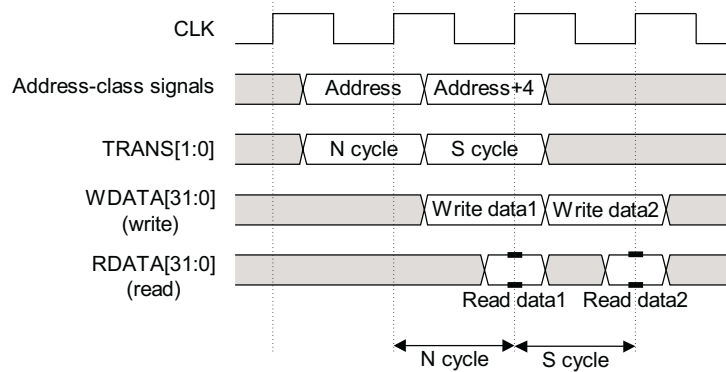 CLK
Address-class signals
Address
Address+4
TRANS[1:0]
N cycle
S cycle
WDATA[31:0]
(write)
Write data1
Write data2
RDATA[31:0]
(read)
Read data1
Read data2
N cycle
S cycle